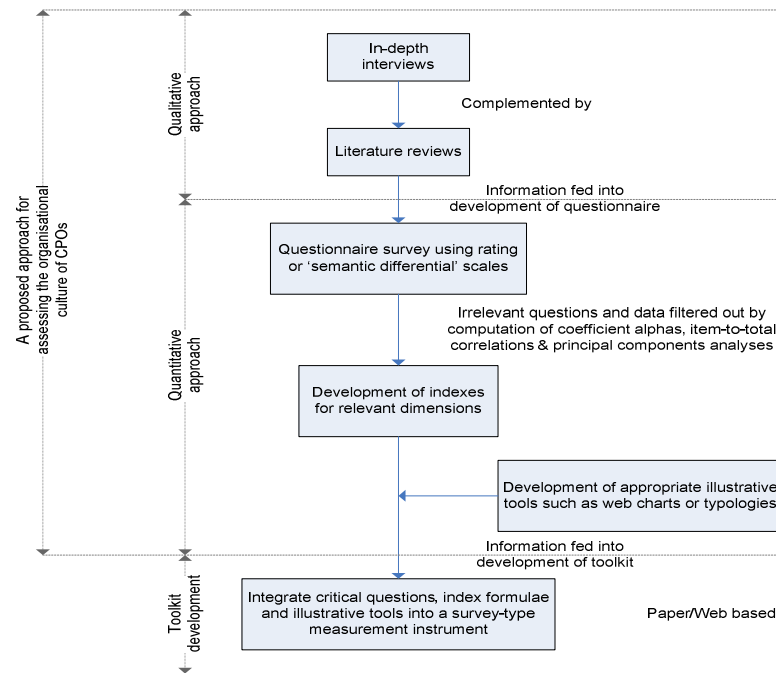 In-depth
interviews
Complemented by
Literature reviews
Qualitative
approach
Information fed into
development of questionnaire
A proposed approach for
assessing the organisational
culture of CPOs
Questionnaire survey using rating
or ‘semantic differential’ scales
Irrelevant questions and data filtered out by
computation of coefficient alphas, item-to-total
correlations & principal components analyses
Quantitative
approach
Development of indexes
for relevant dimensions
Development of appropriate illustrative
tools such as web charts or typologies
Information fed into
development of toolkit
Toolkit
development
Integrate critical questions, index formulae
and illustrative tools into a survey-type
measurement instrument
Paper/Web based